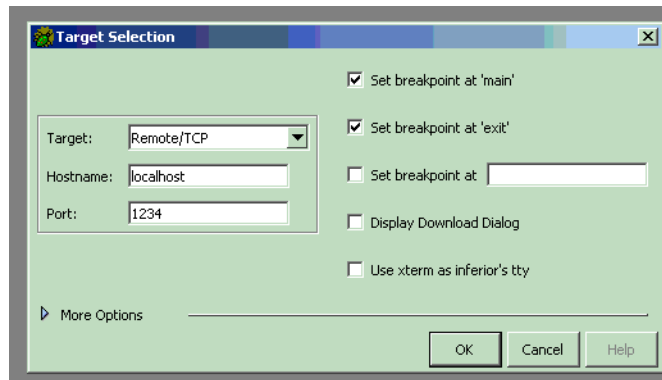 Target Selection
Set breakpoint at 'main'
Set breakpoint at 'exit'
Target: Remote/TCP
Hostname: localhost
Set breakpoint at
Port: 1234
Display Download Dialog
Use xterm as inferior's tty
More Options
OK Cancel Help